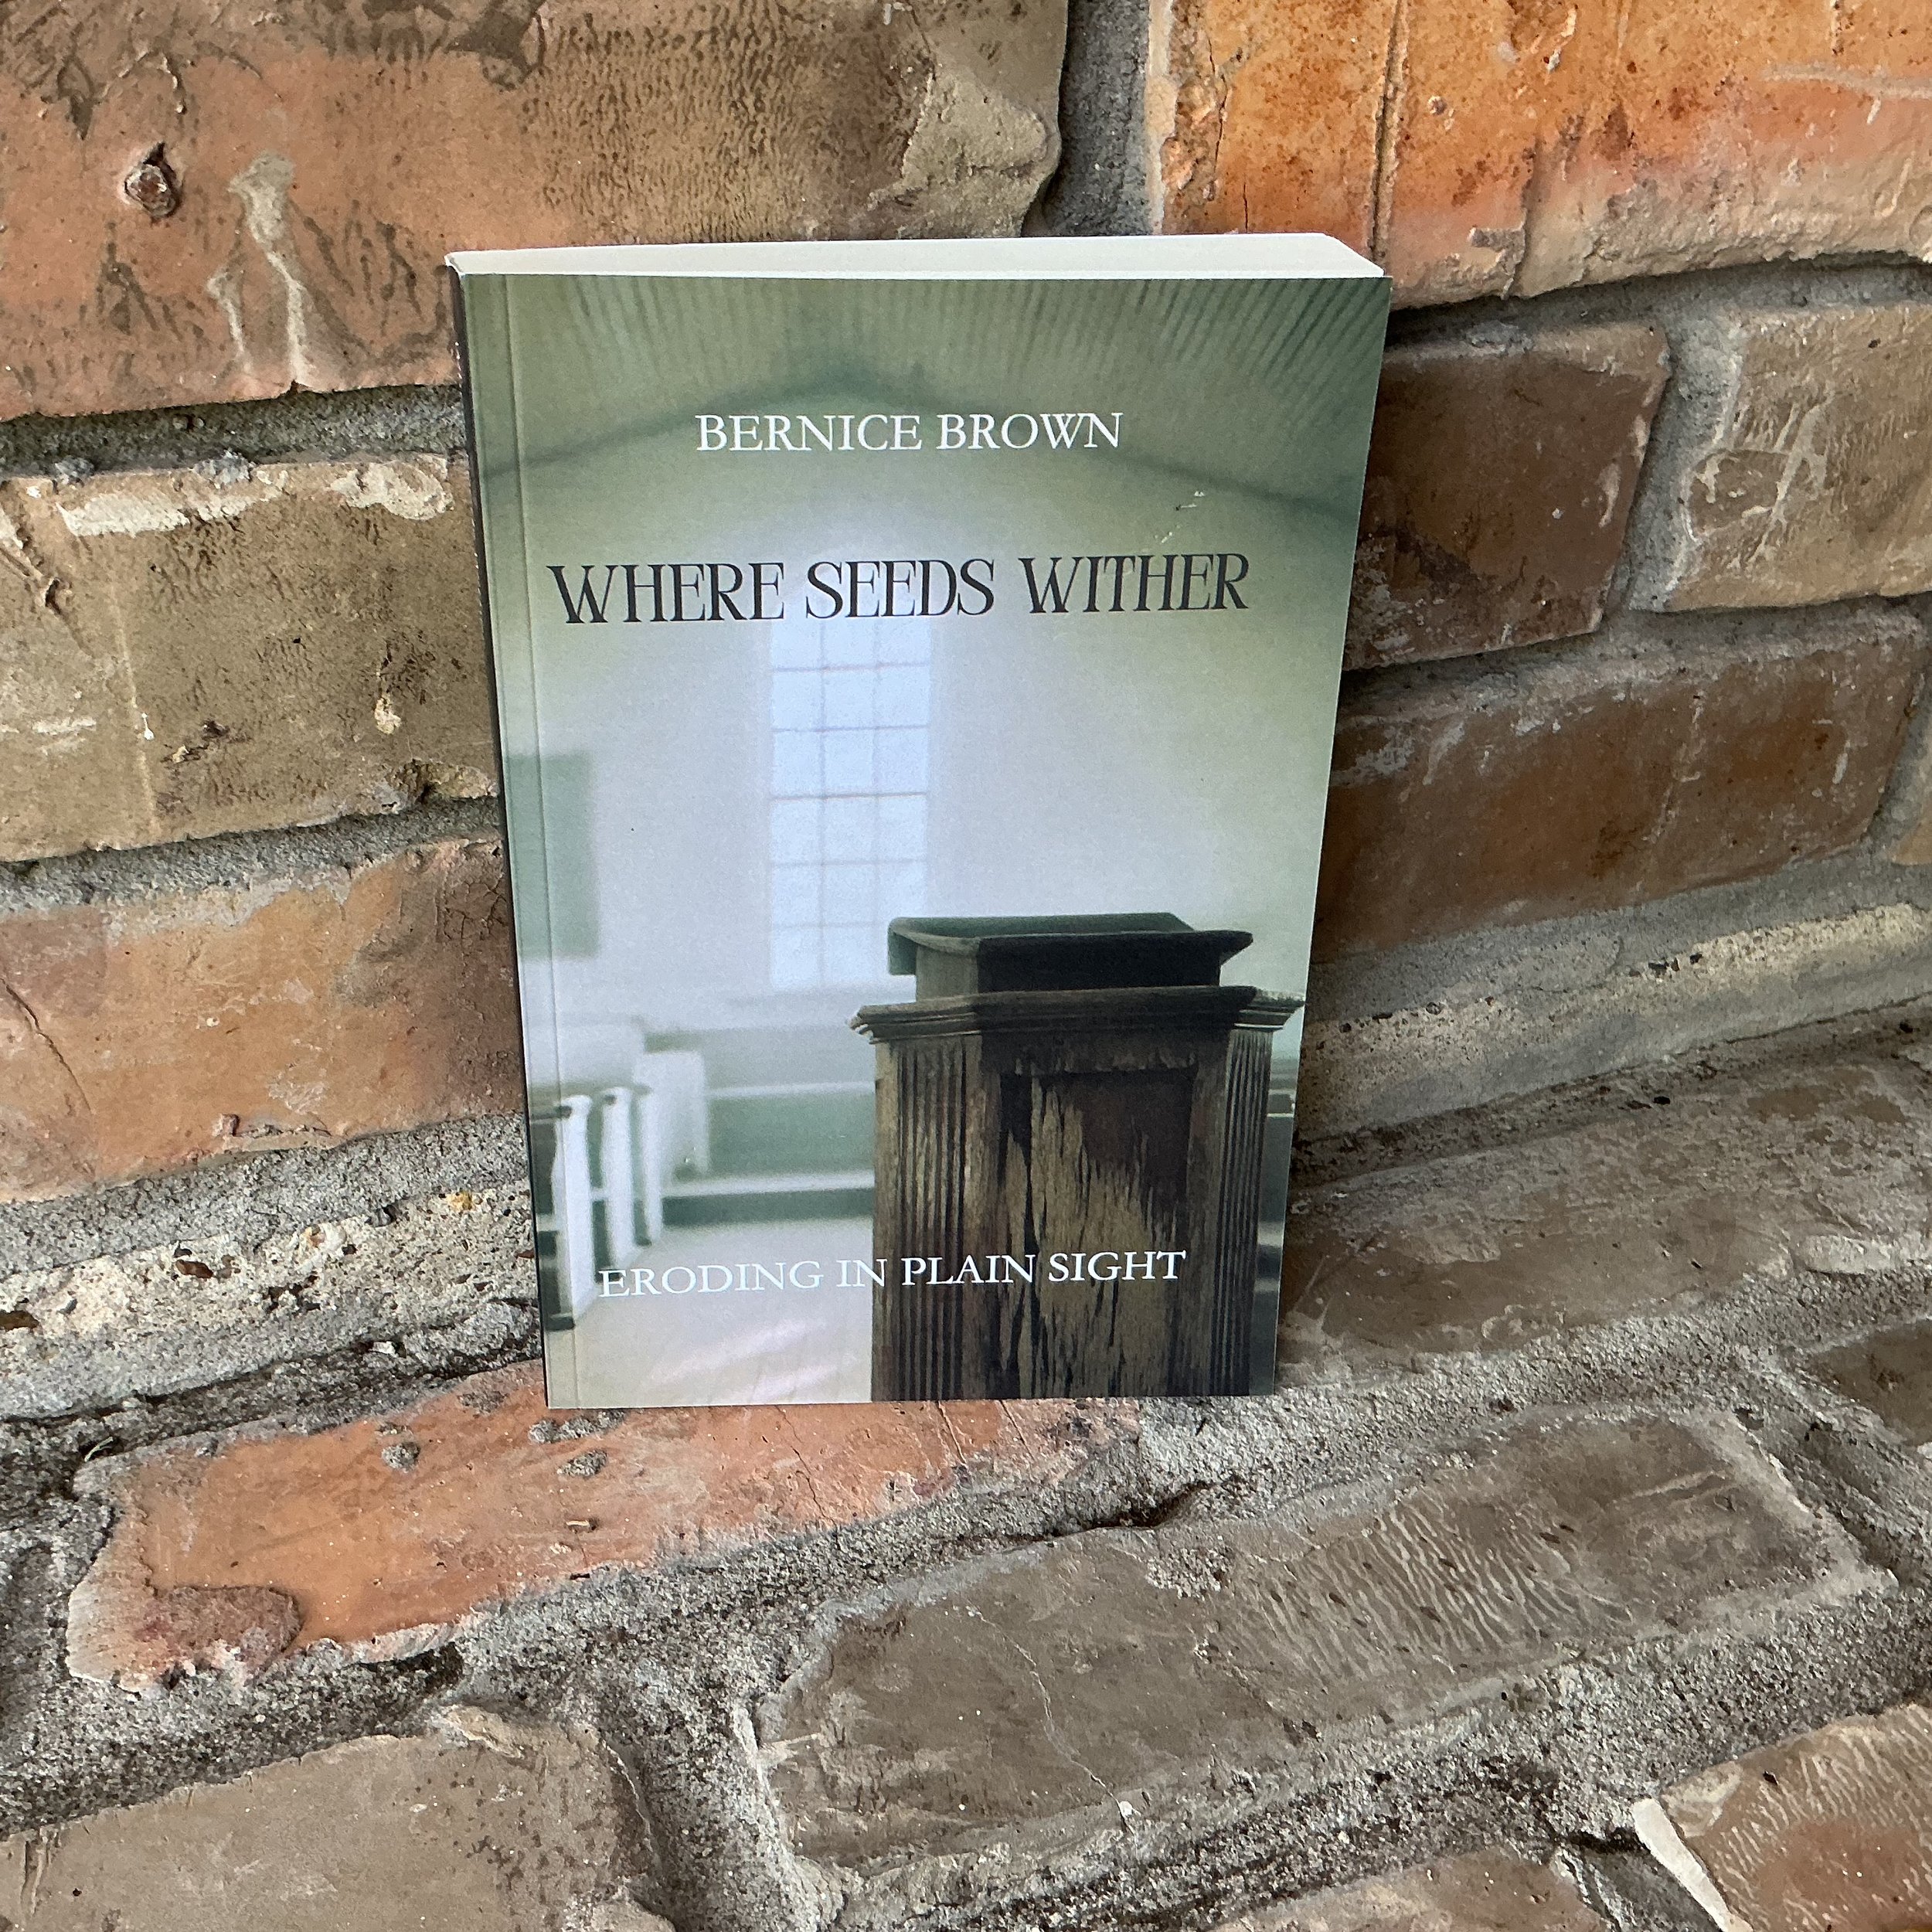 BERNICE BROWN
WHERE SEEDS WITHER
ERODING IN PLAIN SIGHT